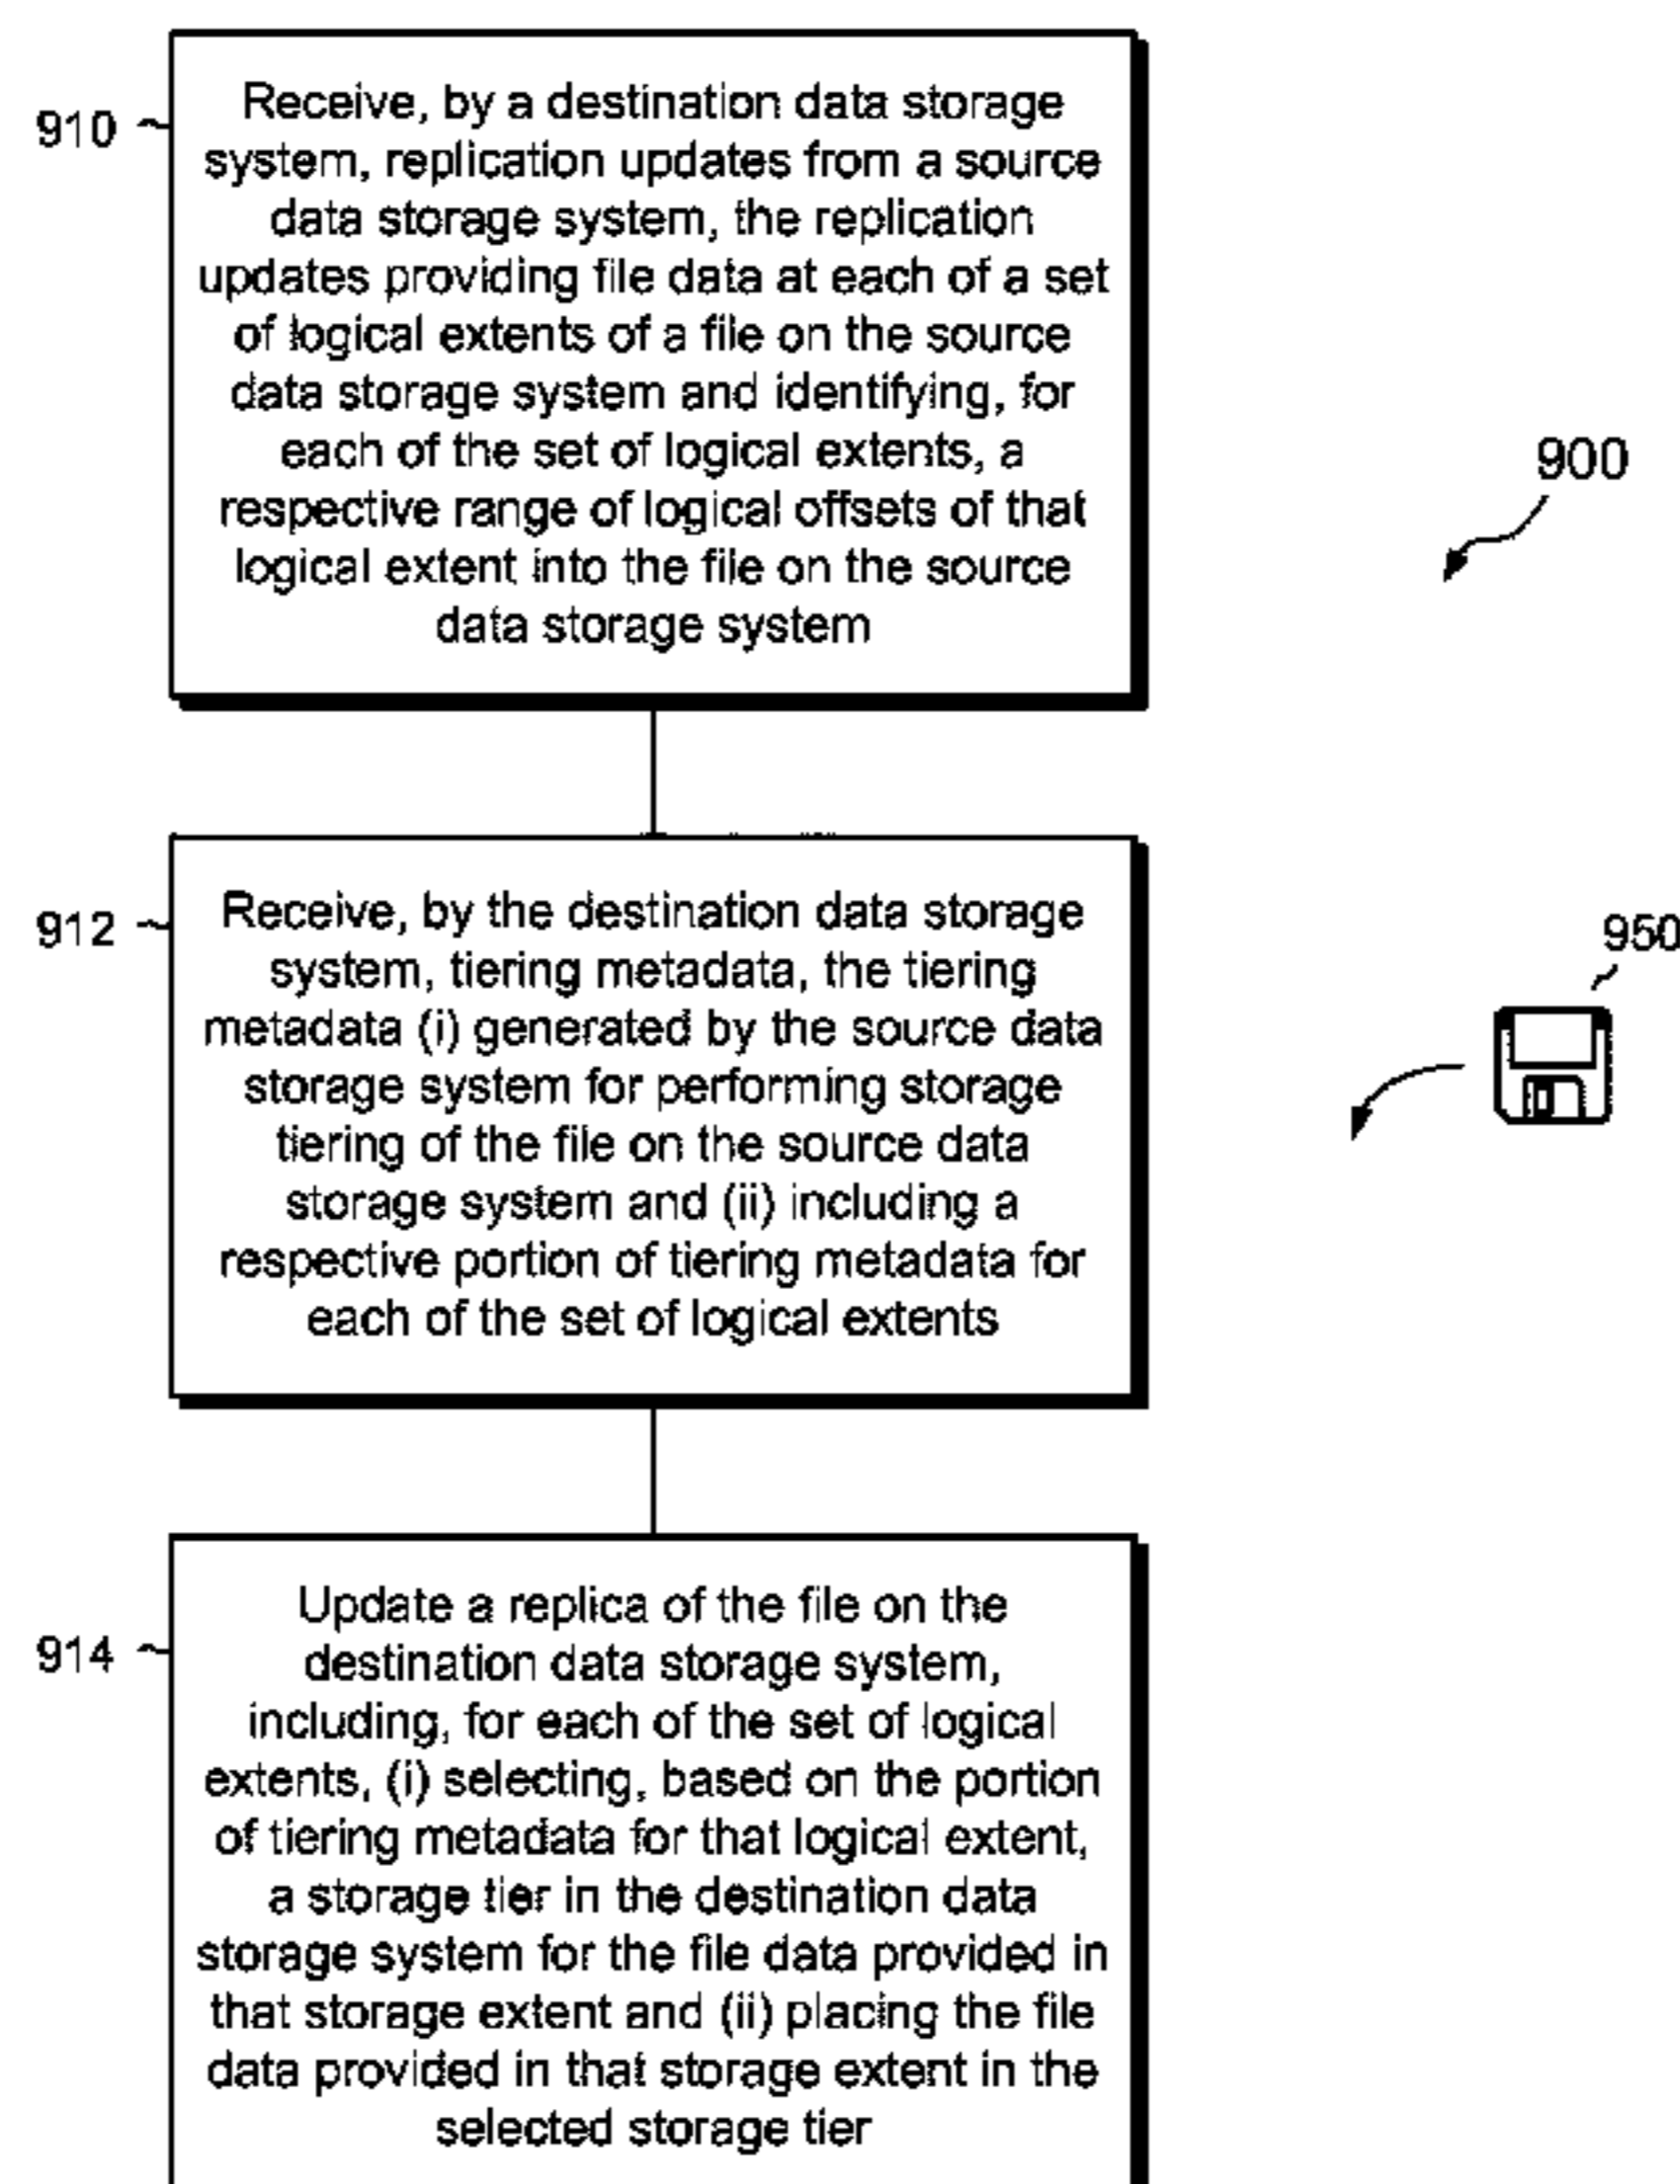 910
Receive, by a destination data storage
system, replication updates from a source
data storage system, the replication
updates providing file data at each of a set
of logical extents of a file on the source
data storage system and identifying, for
each of the set of logical extents, a
respective range of logical offsets of that
logical extent into the file on the source
data storage system
900
912
Receive, by the destination data storage
system, tiering metadata, the tiering
metadata (i) generated by the source data
storage system for performing storage
tiering of the file on the source data
storage system and (ii) including a
respective portion of tiering metadata for
each of the set of logical extents
950
914
Update a replica of the file on the
destination data storage system,
including, for each of the set of logical
extents, (i) selecting, based on the portion
of tiering metadata for that logical extent,
a storage tier in the destination data
storage system for the file data provided in
that storage extent and (ii) placing the file
data provided in that storage extent in the
selected storage tier